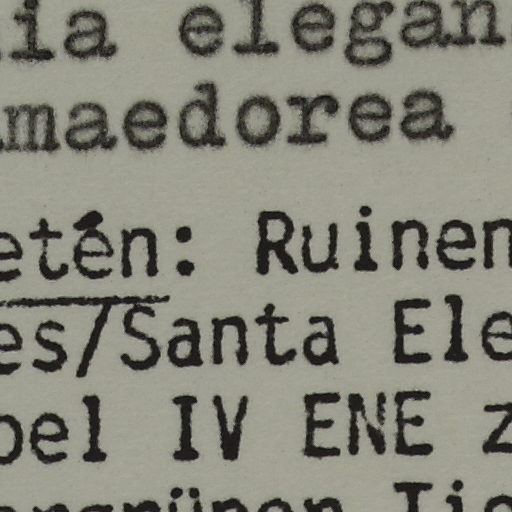 ia elegan
maedorea
etén: Ruinen
es/Santa Ele
el IV ENE z